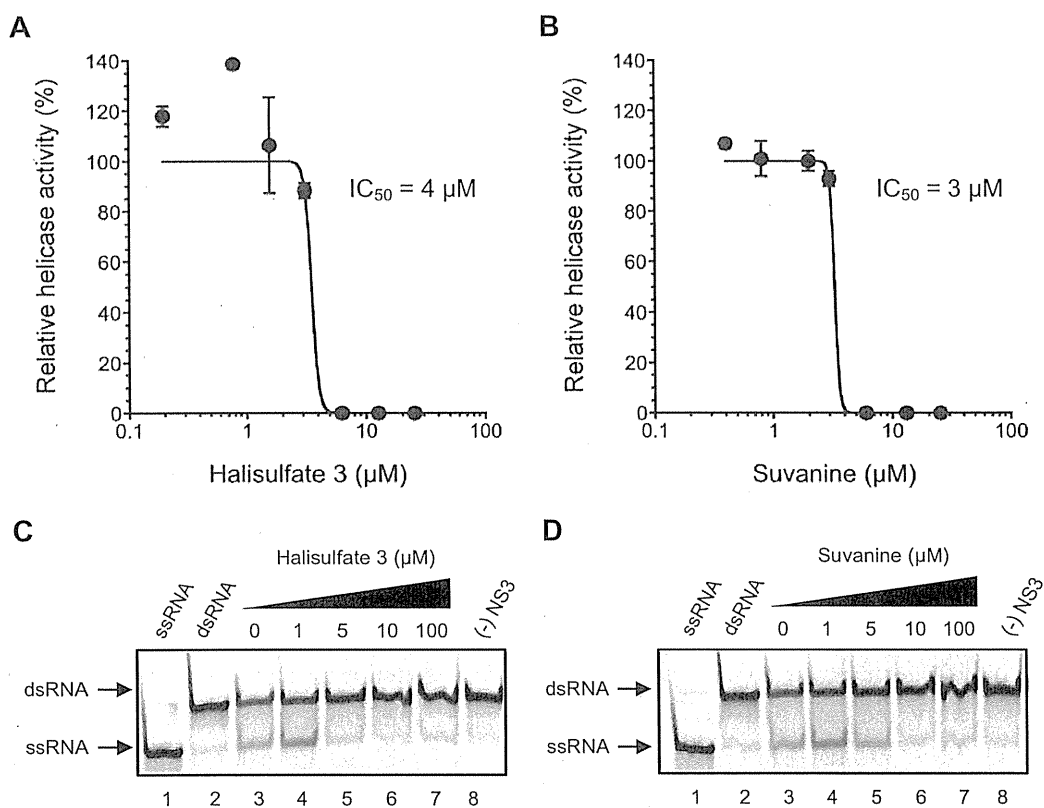 A
Relative helicase activity (%)
140
120
100
80
60
40
20
0
0.1 1 10 100
IC50 = 4 µM
Halisulfate 3 (µM)
B
Relative helicase activity (%)
140
120
100
80
60
40
20
0
0.1 1 10 100
IC50 = 3 µM
Suvanine (µM)
C
Halisulfate 3 (µM)
ssRNA dsRNA 0 1 5 10 100 (-) NS3
dsRNA
ssRNA
1 2 3 4 5 6 7 8
D
Suvanine (µM)
ssRNA dsRNA 0 1 5 10 100 (-) NS3
dsRNA
ssRNA
1 2 3 4 5 6 7 8